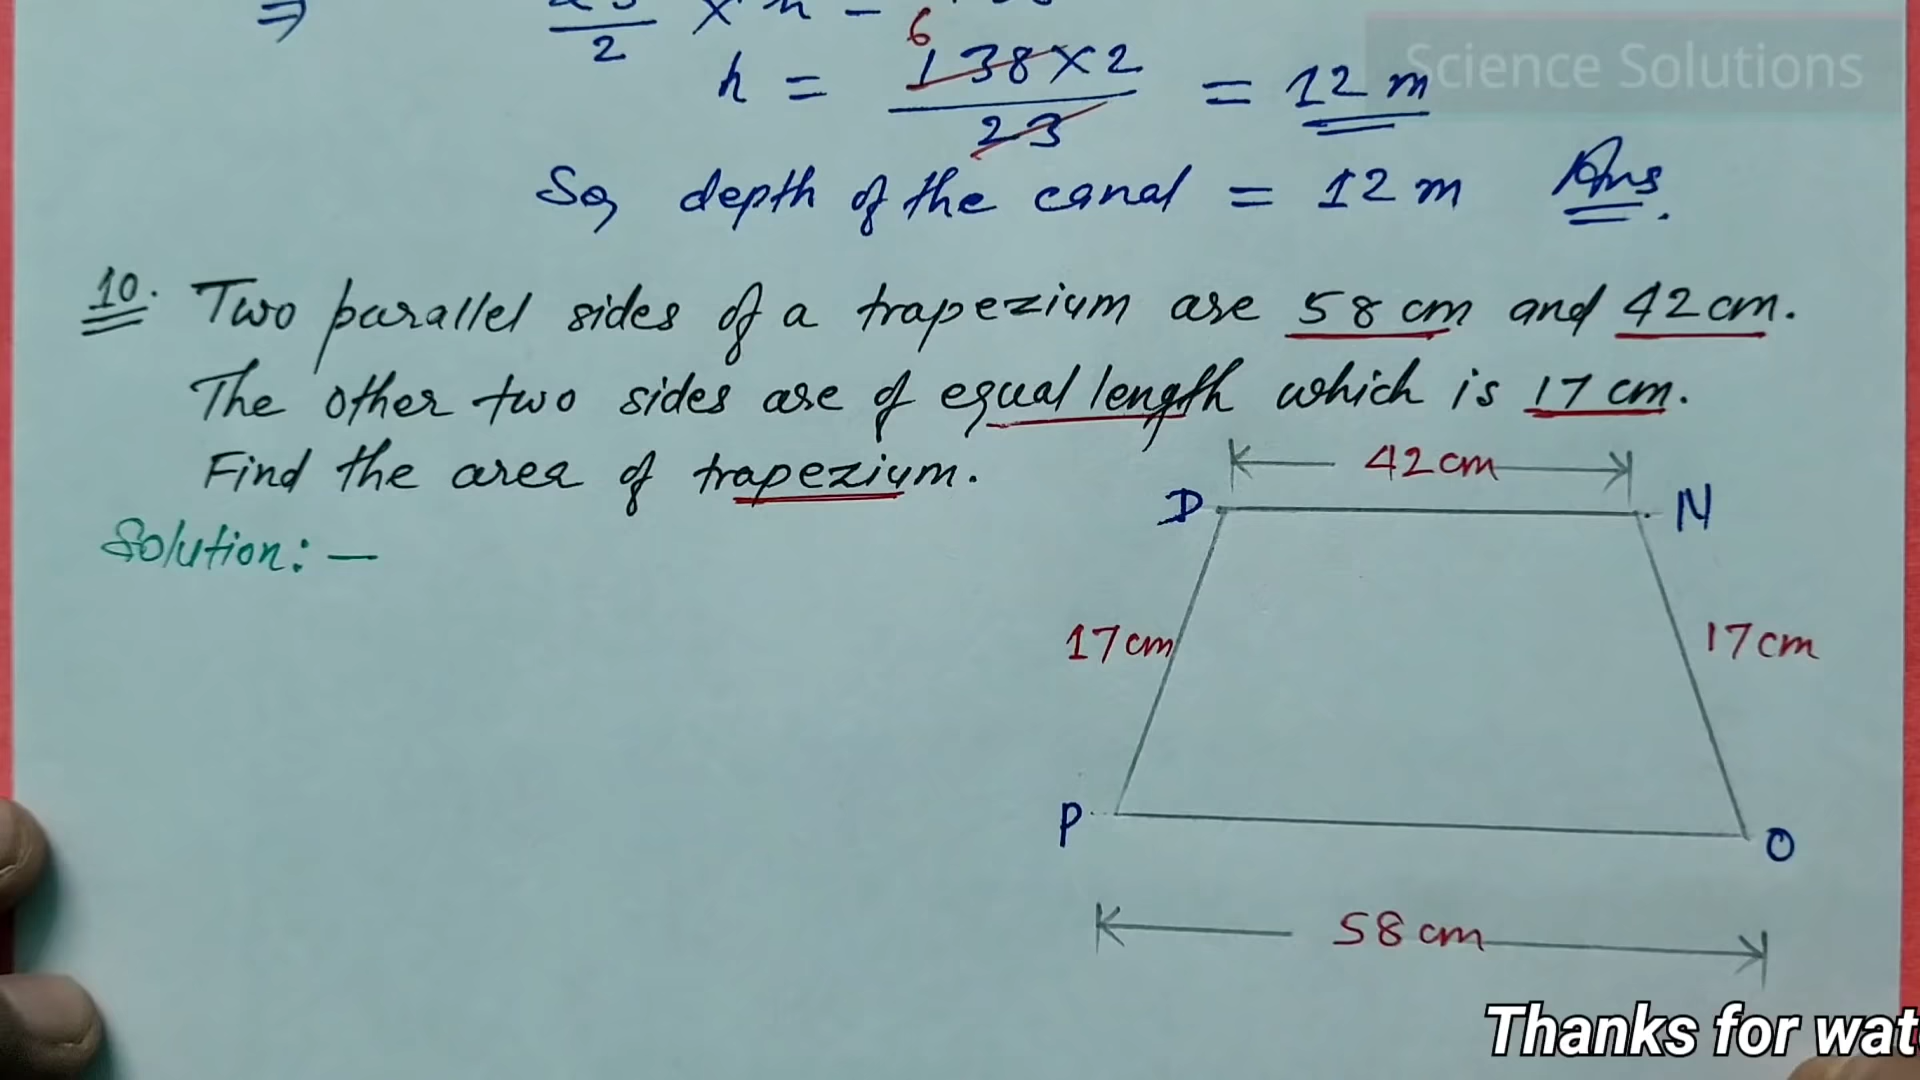 ⇒
2
× h =
6
h = 138×2 = 12 m
23
Science Solutions
So, depth of the canal = 12 m Ans.
10. Two parallel sides of a trapezium are 58 cm and 42 cm.
The other two sides are of equal length which is 17 cm.
Find the area of trapezium.
Solution:—
42 cm
D N
17 cm 17 cm
P O
58 cm
Thanks for wat